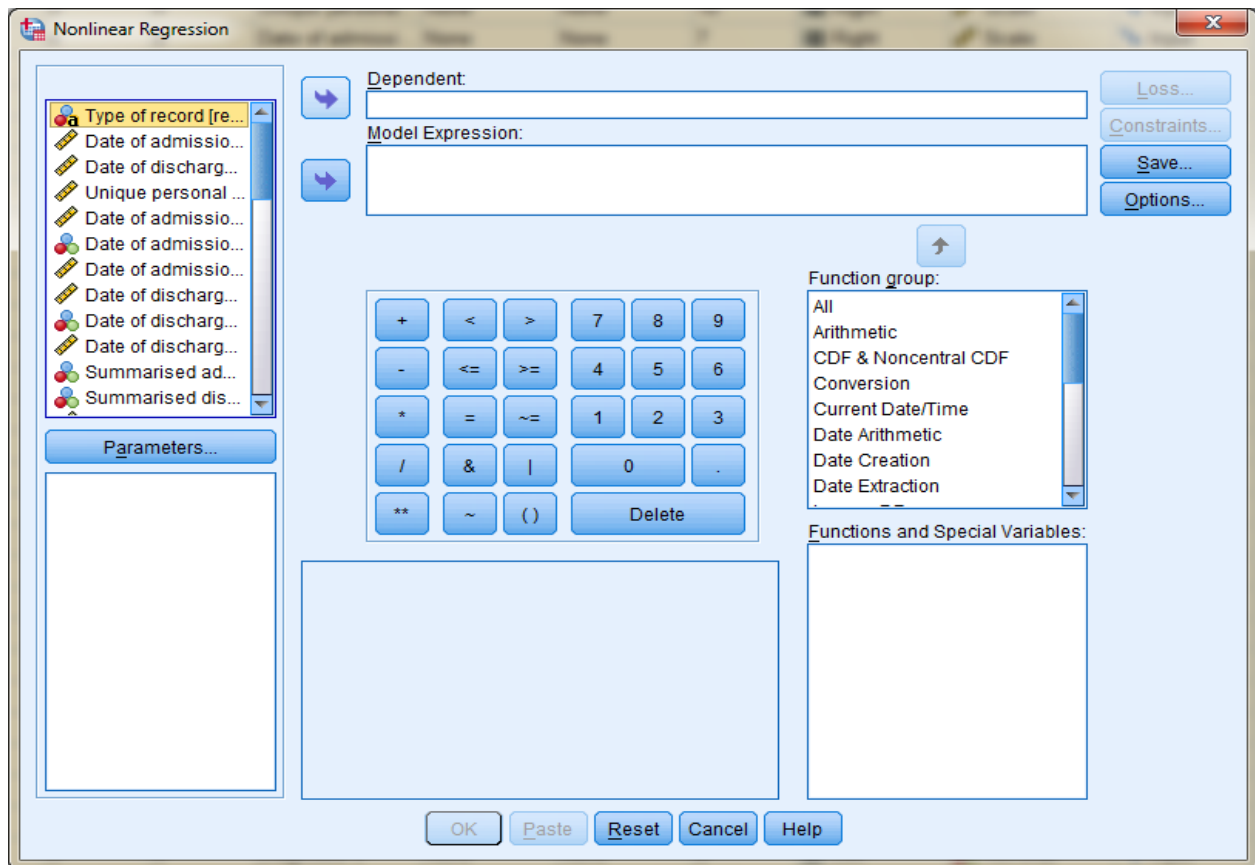 Nonlinear Regression
Type of record [re...
Date of admissio...
Date of discharg...
Unique personal ...
Date of admissio...
Date of admissio...
Date of admissio...
Date of discharg...
Date of discharg...
Date of discharg...
Summarised ad...
Summarised dis...
Parameters...
Dependent:
Model Expression:
Loss...
Constraints...
Save...
Options...
+ < > 7 8 9
- <= >= 4 5 6
* = ~= 1 2 3
/ & | 0 .
** ~ ( ) Delete
Function group:
All
Arithmetic
CDF & Noncentral CDF
Conversion
Current Date/Time
Date Arithmetic
Date Creation
Date Extraction
Functions and Special Variables:
OK Paste Reset Cancel Help